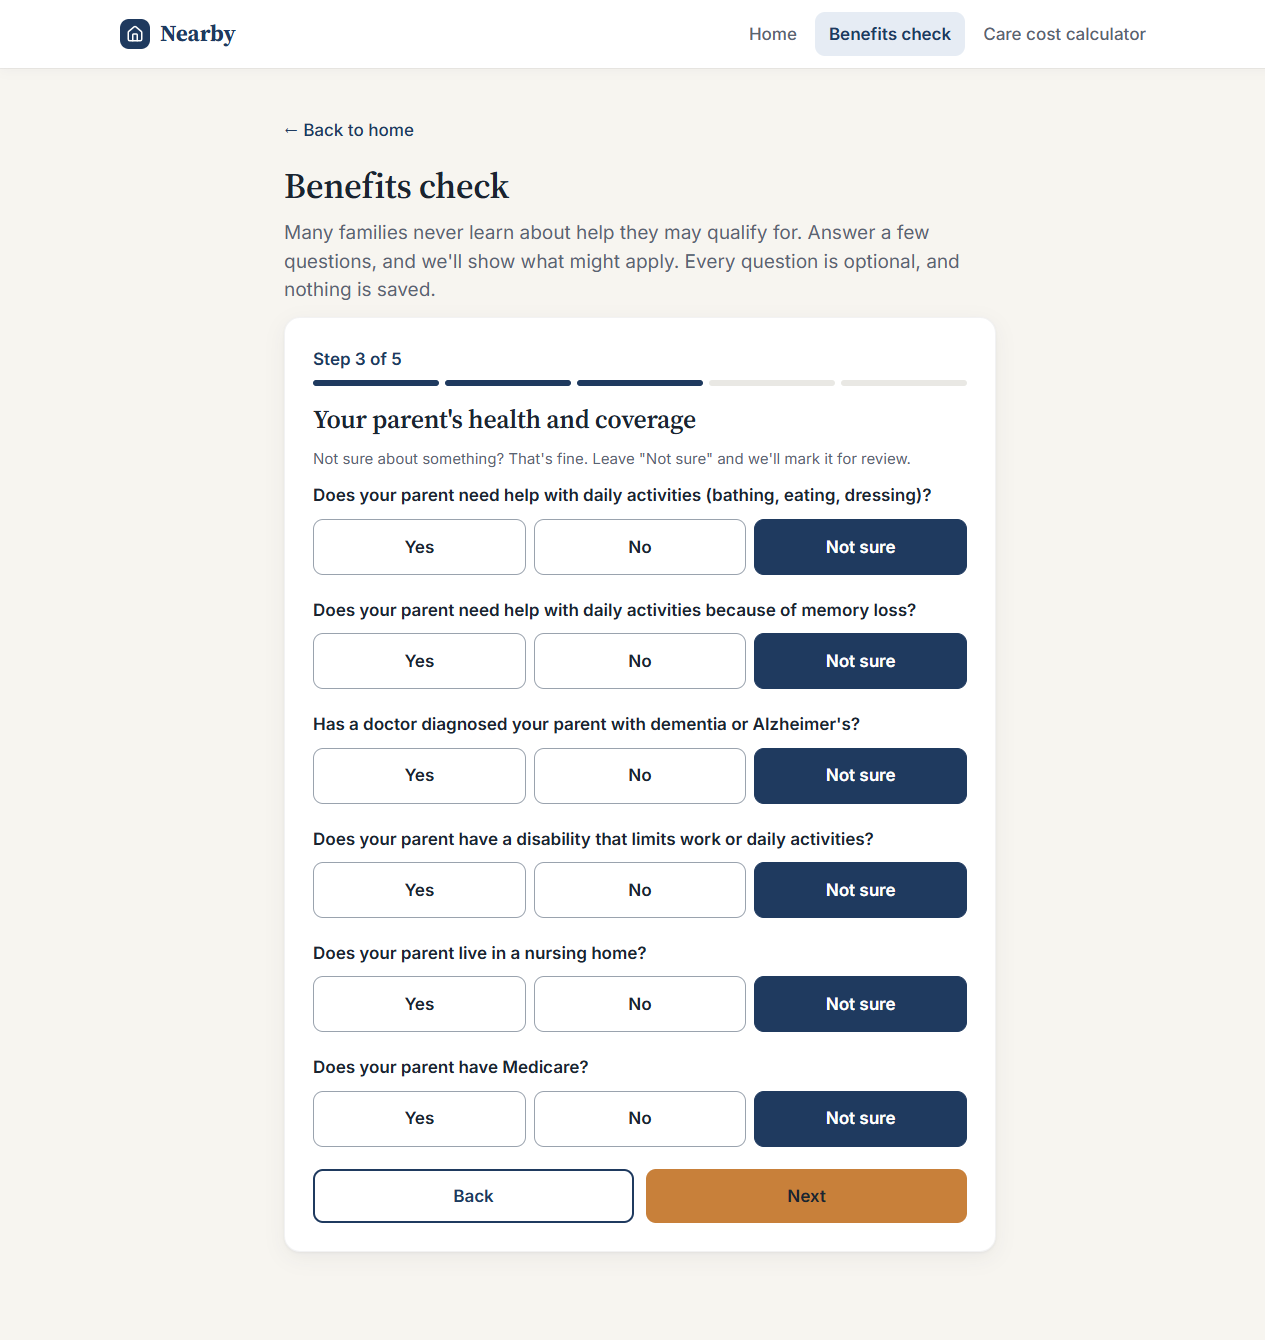 Nearby
Home
Benefits check
Care cost calculator
← Back to home
Benefits check
Many families never learn about help they may qualify for. Answer a few
questions, and we'll show what might apply. Every question is optional, and
nothing is saved.
Step 3 of 5
Your parent's health and coverage
Not sure about something? That's fine. Leave "Not sure" and we'll mark it for review.
Does your parent need help with daily activities (bathing, eating, dressing)?
Yes
No
Not sure
Does your parent need help with daily activities because of memory loss?
Yes
No
Not sure
Has a doctor diagnosed your parent with dementia or Alzheimer's?
Yes
No
Not sure
Does your parent have a disability that limits work or daily activities?
Yes
No
Not sure
Does your parent live in a nursing home?
Yes
No
Not sure
Does your parent have Medicare?
Yes
No
Not sure
Back
Next